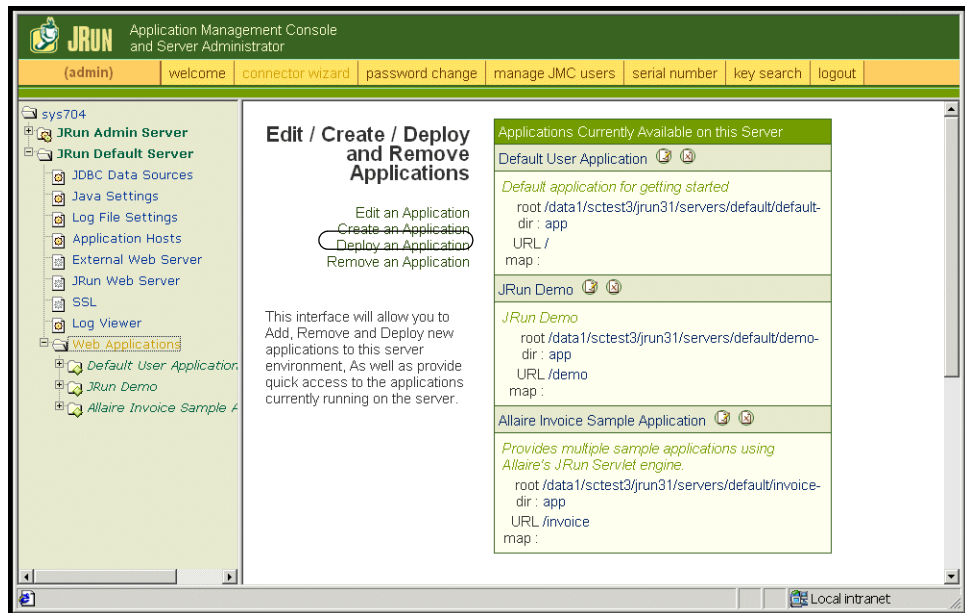 JRUN
Application Management Console
and Server Administrator
(admin)
welcome
connector wizard
password change
manage JMC users
serial number
key search
logout
sys704
JRun Admin Server
JRun Default Server
JDBC Data Sources
Java Settings
Log File Settings
Application Hosts
External Web Server
JRun Web Server
SSL
Log Viewer
Web Applications
Default User Application
JRun Demo
Allaire Invoice Sample A
Edit / Create / Deploy
and Remove
Applications
Edit an Application
Create an Application
Deploy an Application
Remove an Application
This interface will allow you to
Add, Remove and Deploy new
applications to this server
environment, As well as provide
quick access to the applications
currently running on the server.
Applications Currently Available on this Server
Default User Application
Default application for getting started
root /data1/sctest3/jrun31/servers/default/default-
dir : app
URL /
map :
JRun Demo
JRun Demo
root /data1/sctest3/jrun31/servers/default/demo-
dir : app
URL /demo
map :
Allaire Invoice Sample Application
Provides multiple sample applications using
Allaire's JRun Servlet engine.
root /data1/sctest3/jrun31/servers/default/invoice-
dir : app
URL /invoice
map :
Local intranet